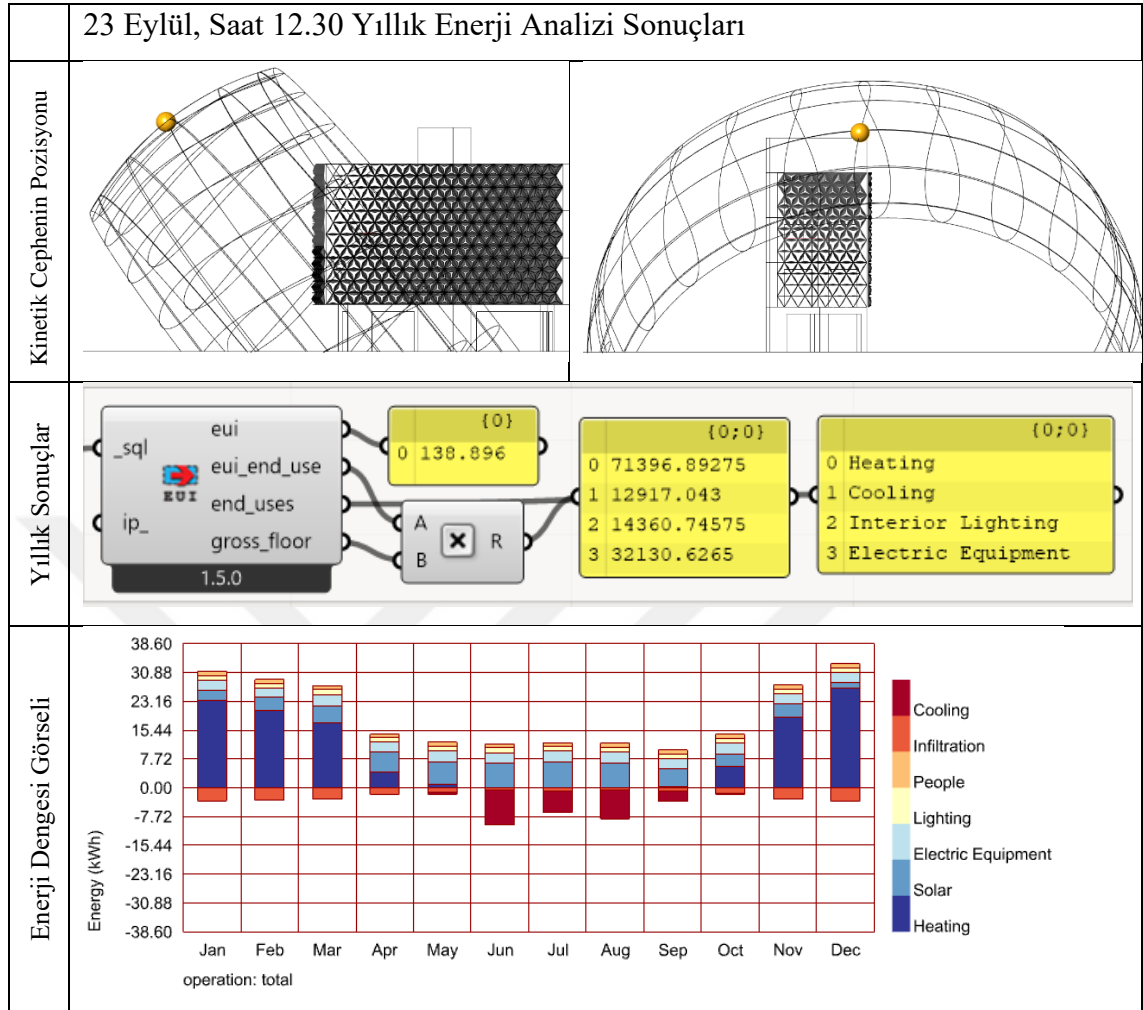 23 Eylül, Saat 12.30 Yıllık Enerji Analizi Sonuçları
Kinetik Cephenin Pozisyonu
Yıllık Sonuçlar
_sql
ip_
EUI
eui
eui_end_use
end_uses
gross_floor
1.5.0
{0}
0 138.896
A
B
R
{0;0}
0 71396.89275
1 12917.043
2 14360.74575
3 32130.6265
{0;0}
0 Heating
1 Cooling
2 Interior Lighting
3 Electric Equipment
Enerji Dengesi Görseli
Energy (kWh)
38.60
30.88
23.16
15.44
7.72
0.00
-7.72
-15.44
-23.16
-30.88
-38.60
Jan Feb Mar Apr May Jun Jul Aug Sep Oct Nov Dec
operation: total
Cooling
Infiltration
People
Lighting
Electric Equipment
Solar
Heating